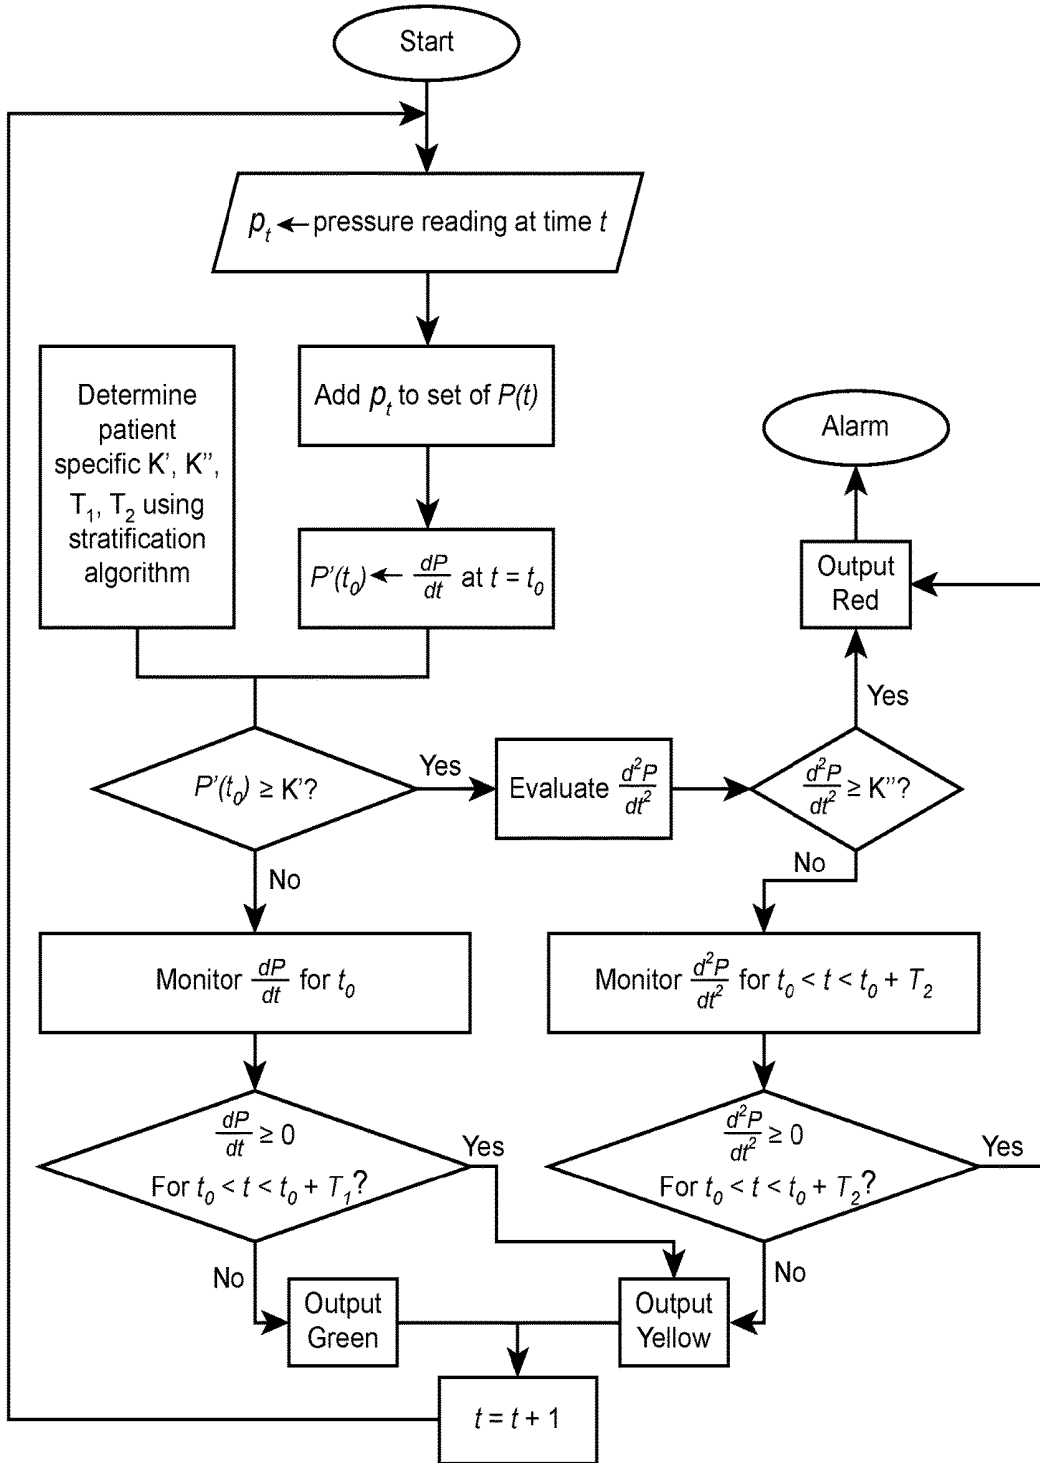 Start
pₜ ← pressure reading at time t
Determine
patient
specific K', K'',
T₁, T₂ using
stratification
algorithm
Add pₜ to set of P(t)
P'(t₀) ← dP/dt at t = t₀
Alarm
Output
Red
Yes
P'(t₀) ≥ K'?
Yes
Evaluate d²P/dt²
d²P/dt² ≥ K''?
No
No
Monitor dP/dt for t₀
Monitor d²P/dt² for t₀ < t < t₀ + T₂
dP/dt ≥ 0
For t₀ < t < t₀ + T₁?
Yes
d²P/dt² ≥ 0
For t₀ < t < t₀ + T₂?
Yes
No
Output
Green
Output
Yellow
No
t = t + 1